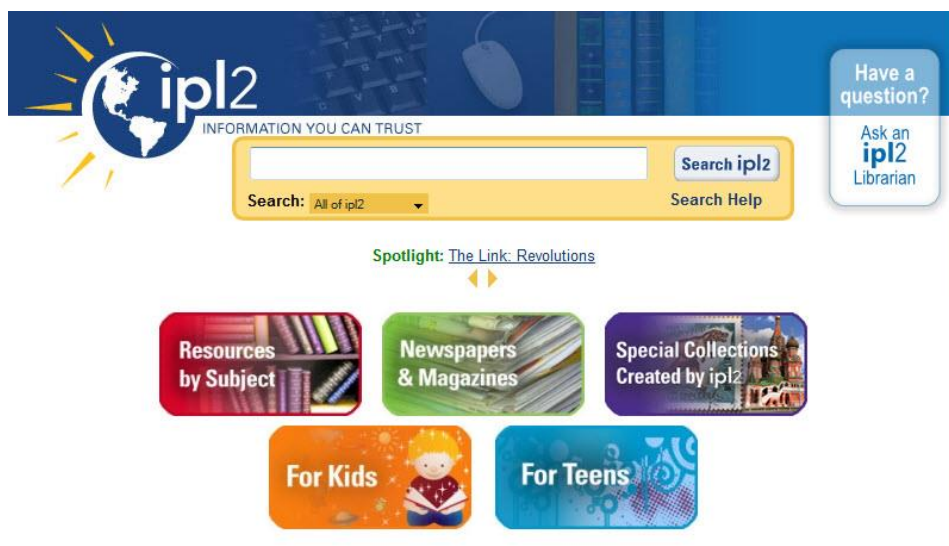 ipl2
INFORMATION YOU CAN TRUST
Have a
question?
Ask an
ipl2
Librarian
Search ipl2
Search: All of ipl2
Search Help
Spotlight: The Link: Revolutions
Resources
by Subject
Newspapers
& Magazines
Special Collections
Created by ipl2
For Kids
For Teens